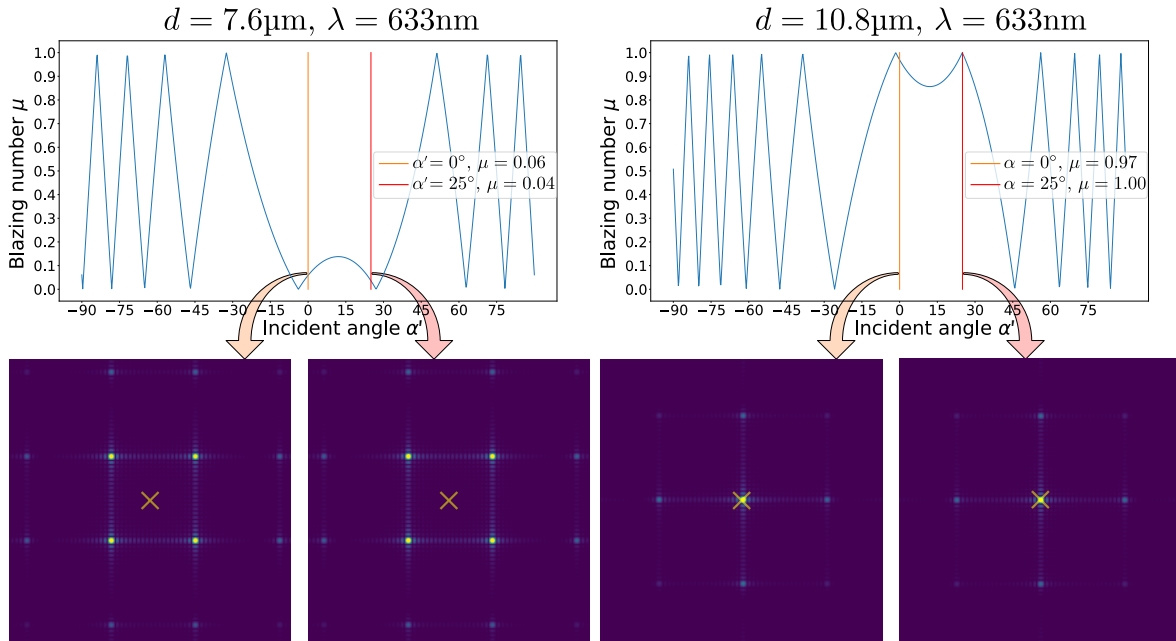 d = 7.6µm, λ = 633nm
1.0
0.9
0.8
0.7
0.6
0.5
0.4
0.3
0.2
0.1
0.0
Blazing number µ
α′ = 0°, µ = 0.06
α′ = 25°, µ = 0.04
−90 −75 −60 −45 −30 −15 0 15 30 45 60 75
Incident angle α'
d = 10.8µm, λ = 633nm
1.0
0.9
0.8
0.7
0.6
0.5
0.4
0.3
0.2
0.1
0.0
Blazing number µ
α = 0°, µ = 0.97
α = 25°, µ = 1.00
−90 −75 −60 −45 −30 −15 0 15 30 45 60 75
Incident angle α'